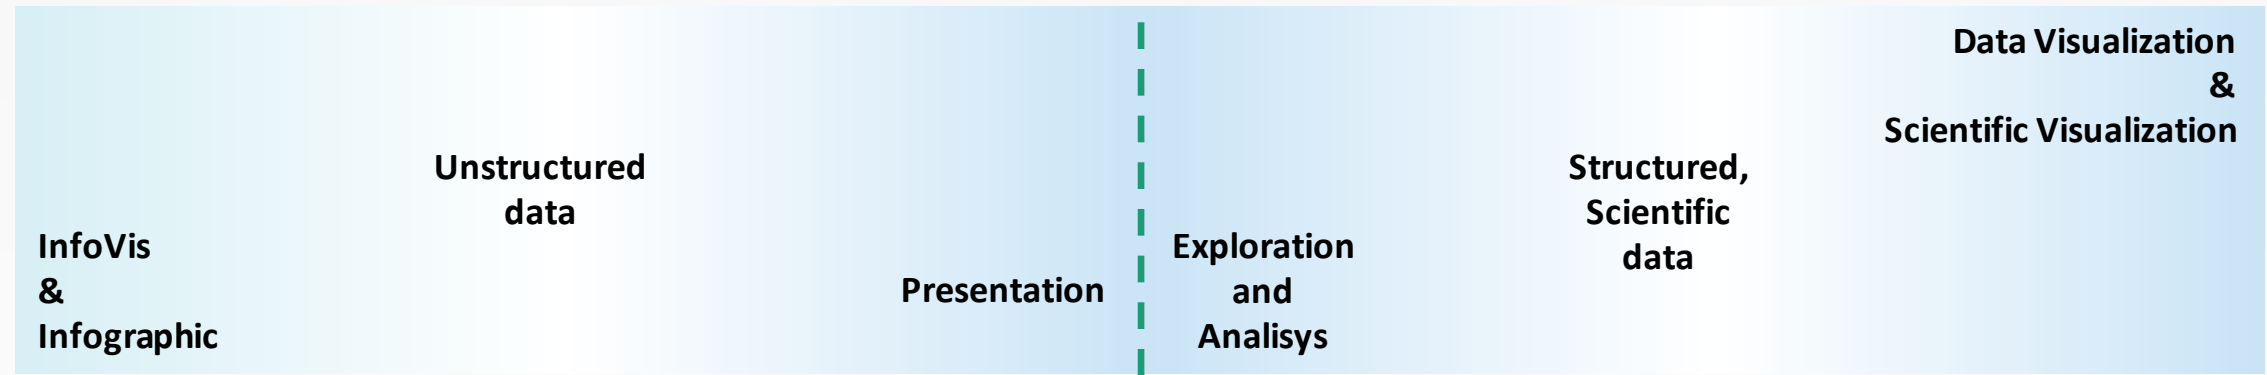 InfoVis
&
Infographic
Unstructured
data
Presentation
Exploration
and
Analisys
Structured,
Scientific
data
Data Visualization
&
Scientific Visualization